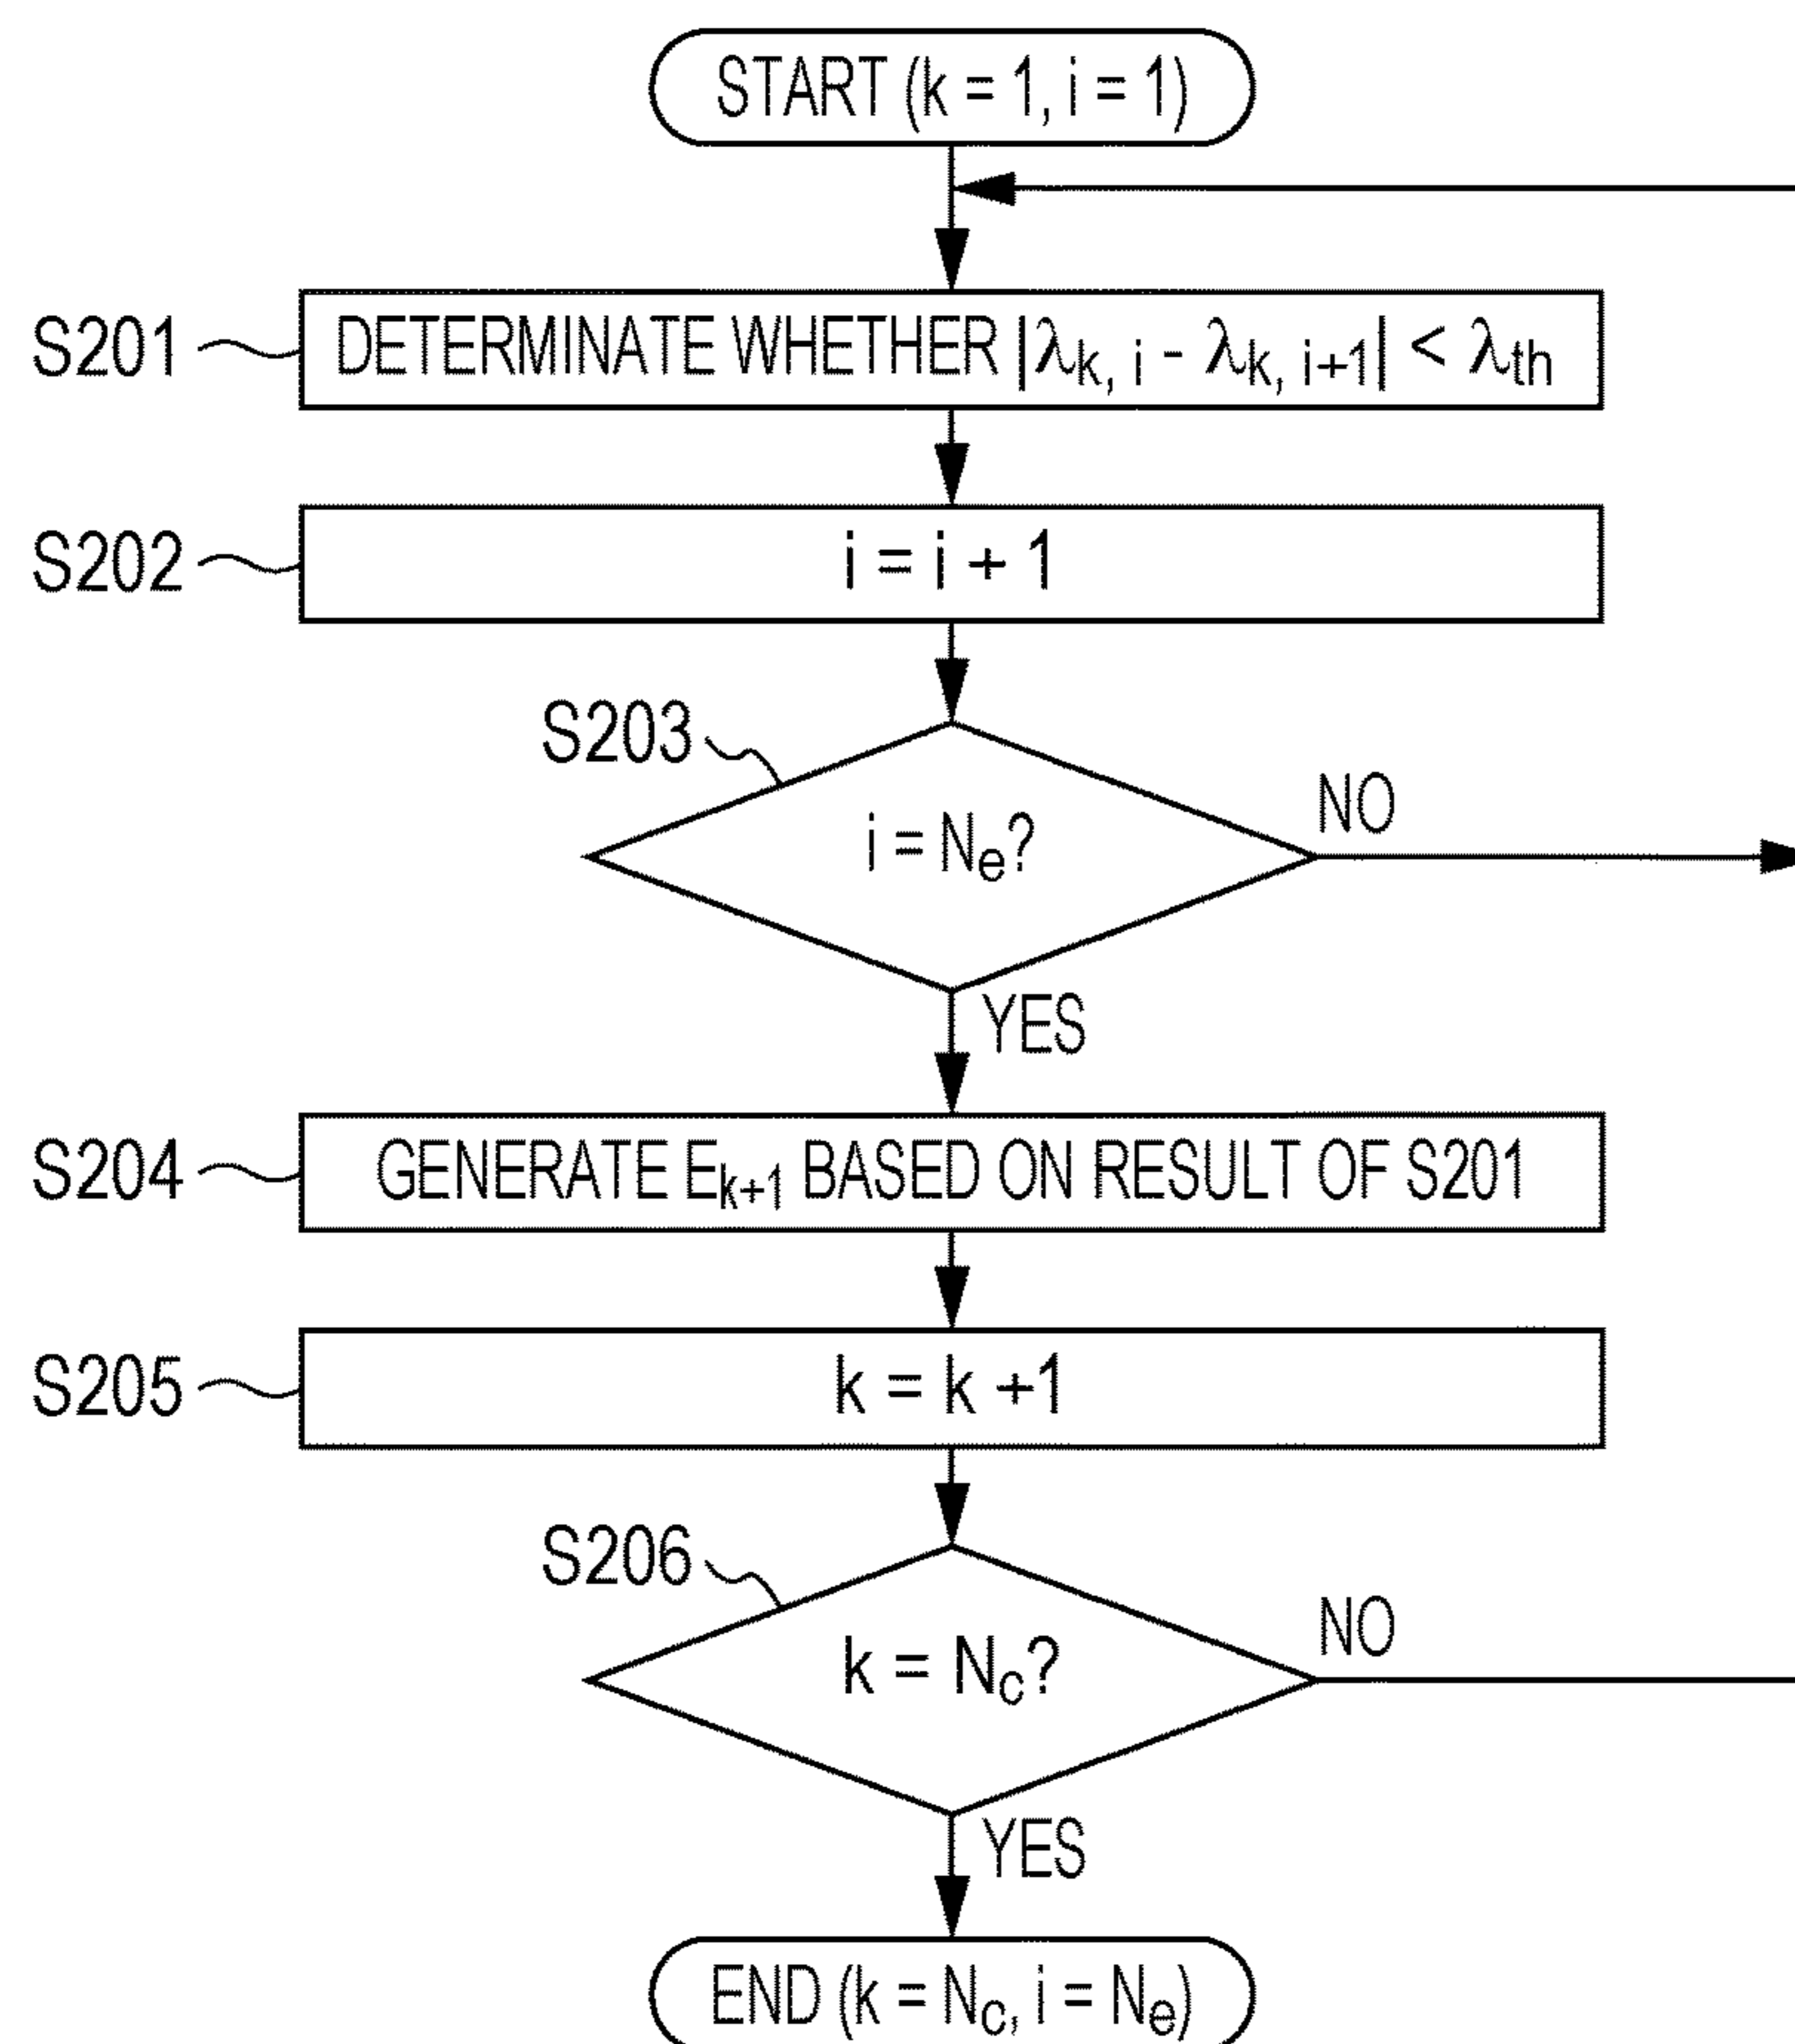 START (k = 1, i = 1)
S201
DETERMINATE WHETHER |λk, i - λk, i+1| < λth
S202
i = i + 1
S203
i = Ne?
NO
YES
S204
GENERATE Ek+1 BASED ON RESULT OF S201
S205
k = k +1
S206
k = Nc?
NO
YES
END (k = Nc, i = Ne)